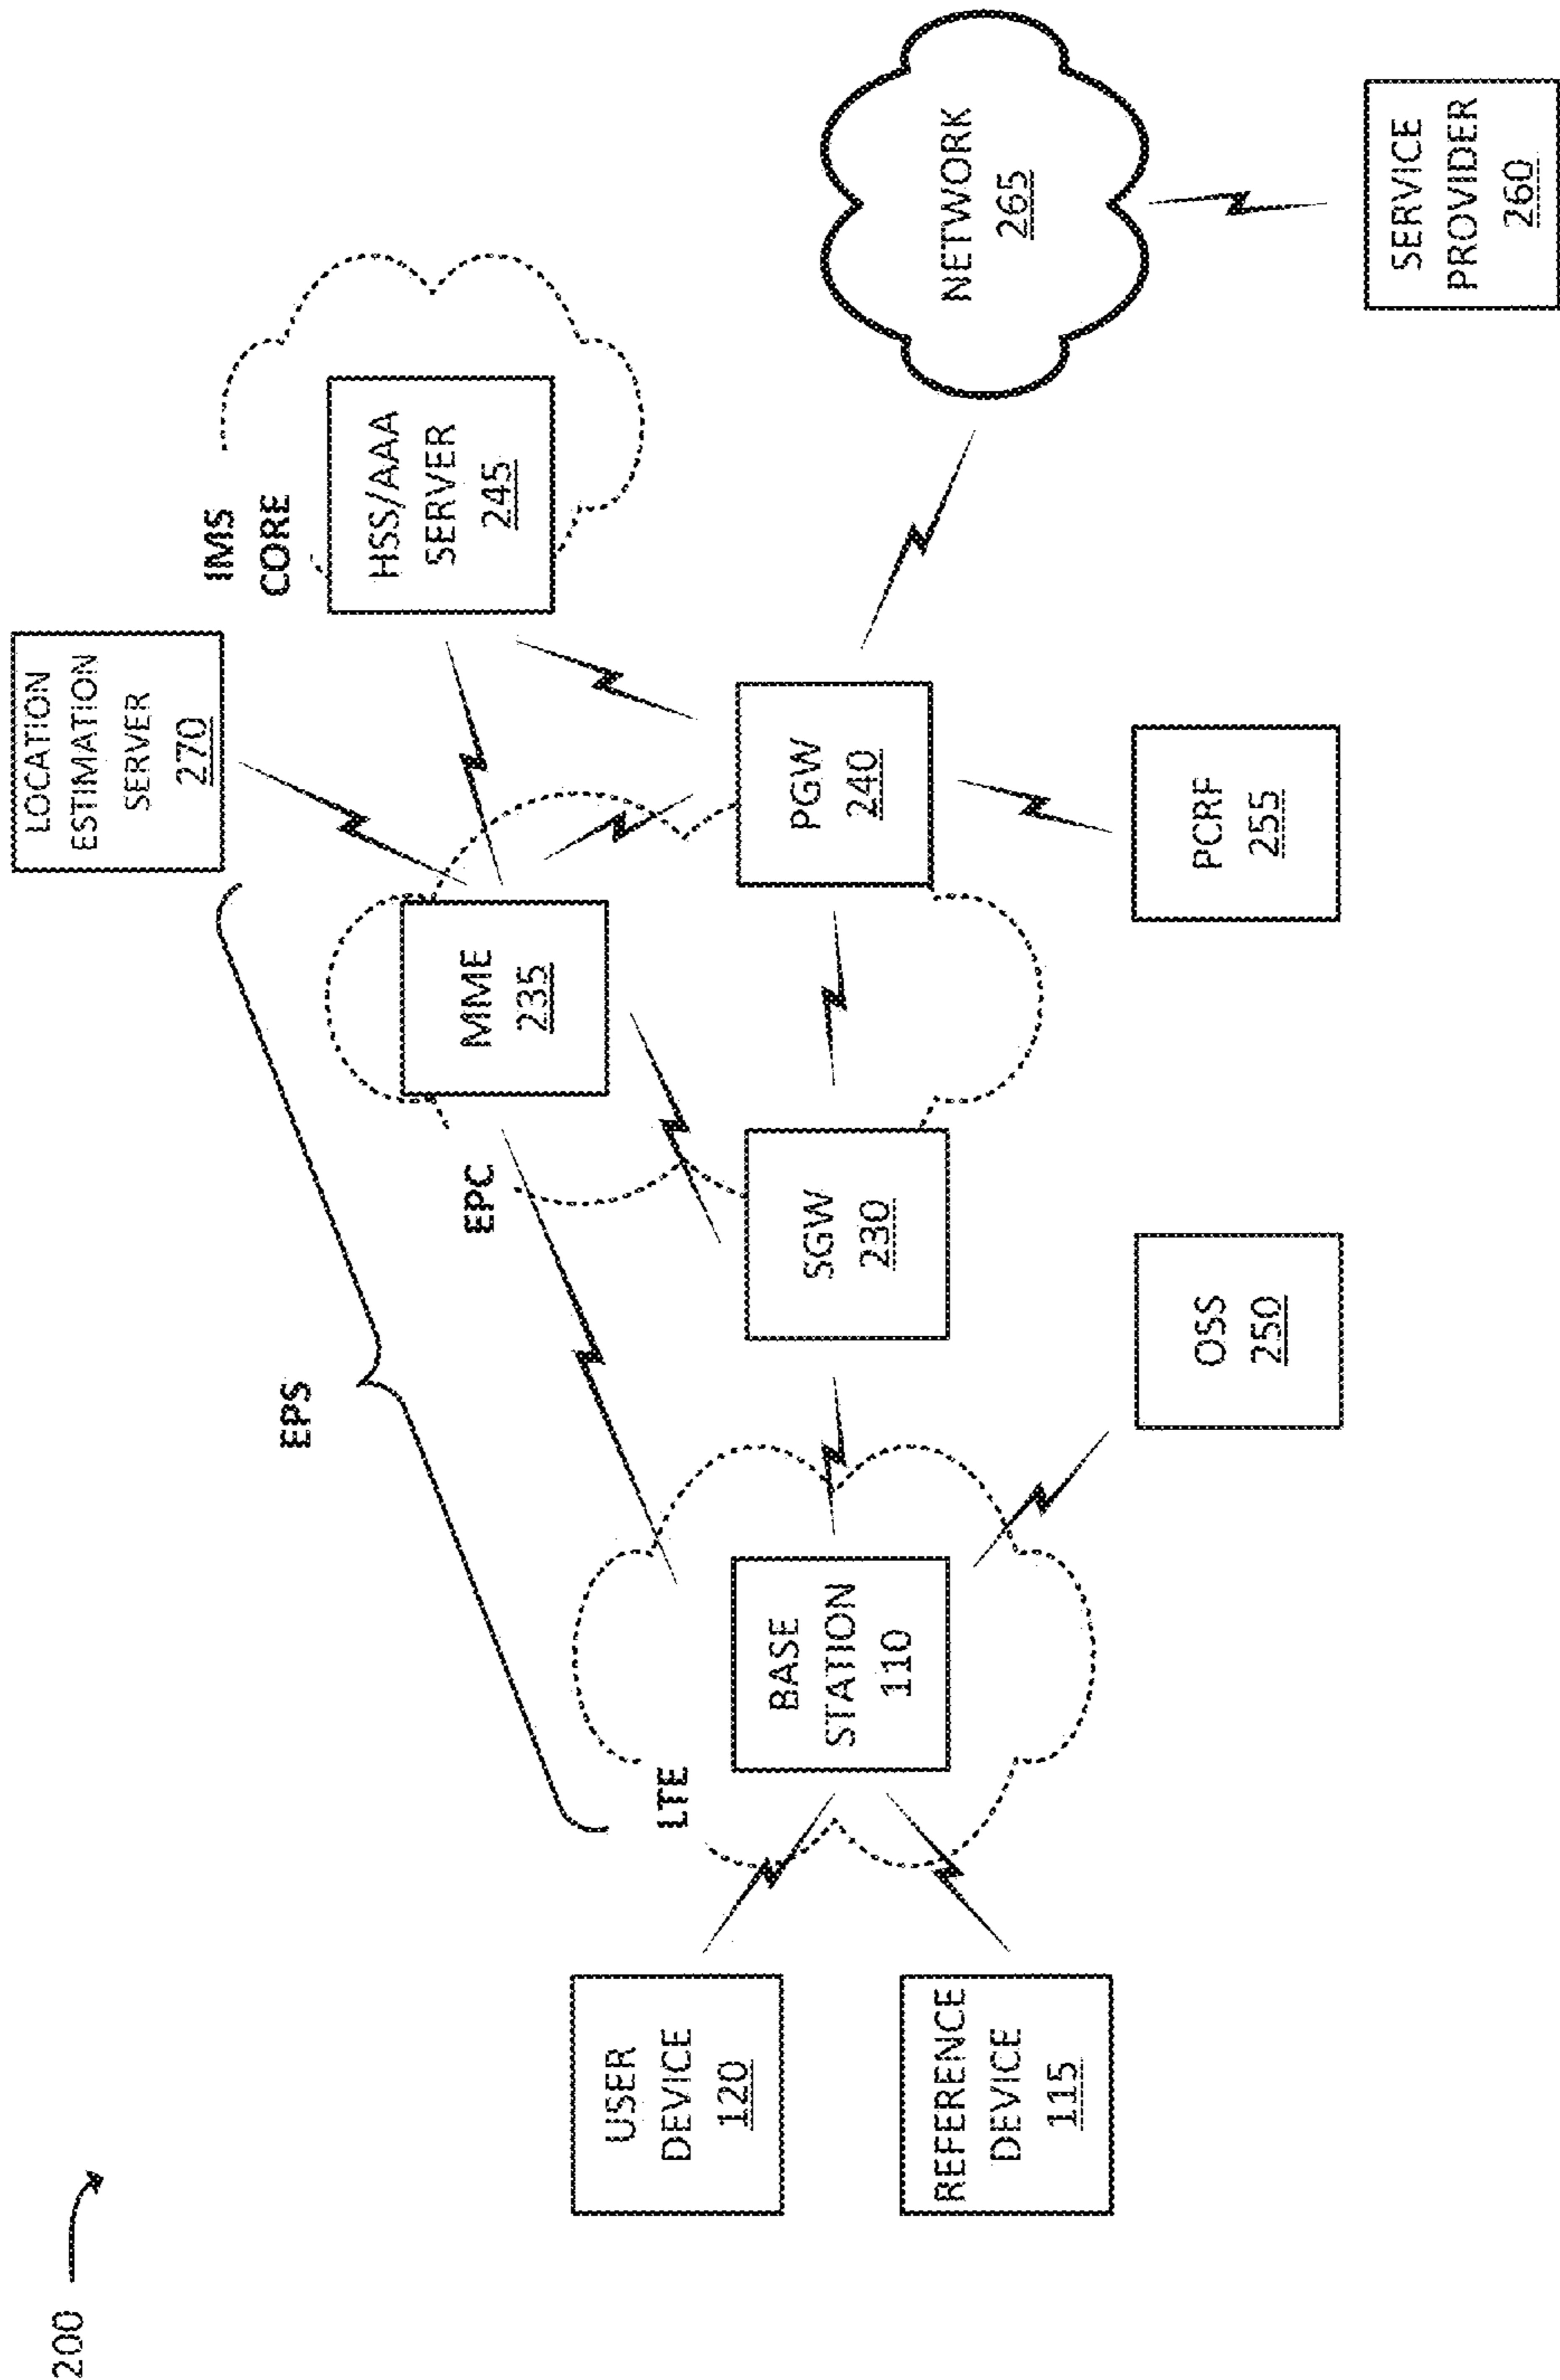 200
LOCATION
ESTIMATION
SERVER
270
IMS
CORE
HSS/AAA
SERVER
245
EPS
EPC
MME
235
LTE
USER
DEVICE
120
BASE
STATION
110
SGW
230
PGW
240
NETWORK
265
REFERENCE
DEVICE
115
OSS
250
PCRF
255
SERVICE
PROVIDER
260